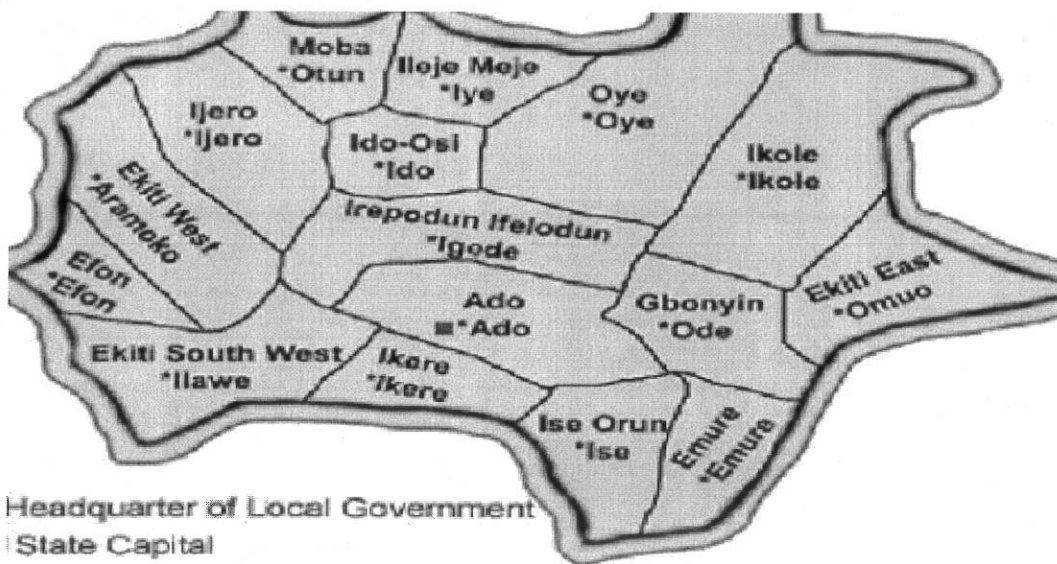 Moba
*Otun
Ileje Meje
*Iye
Oye
*Oye
Ijero
*Ijero
Ido-Osi
*Ido
Ikole
*Ikole
Ekiti West
*Aramoko
Irepodun Ifelodun
*Igede
Efon
*Efon
Ado
*Ado
Gbonyin
*Ode
Ekiti East
*Omuo
Ekiti South West
*Ilawe
Ikere
*Ikere
Ise Orun
*Ise
Emure
*Emure
Headquarter of Local Government
State Capital